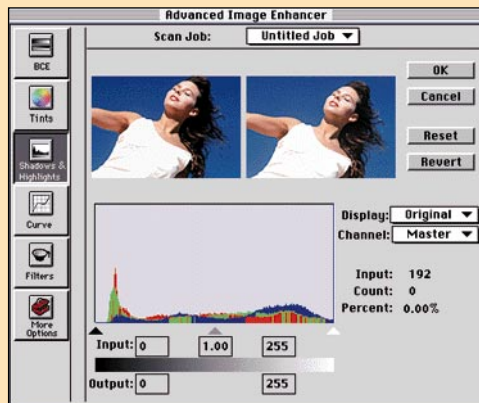 Advanced Image Enhancer
Scan Job: Untitled Job
BCE
Tints
Shadows &
Highlights
Curve
Filters
More
Options
OK
Cancel
Reset
Revert
Display: Original
Channel: Master
Input: 192
Count: 0
Percent: 0.00%
Input: 0 1.00 255
Output: 0 255